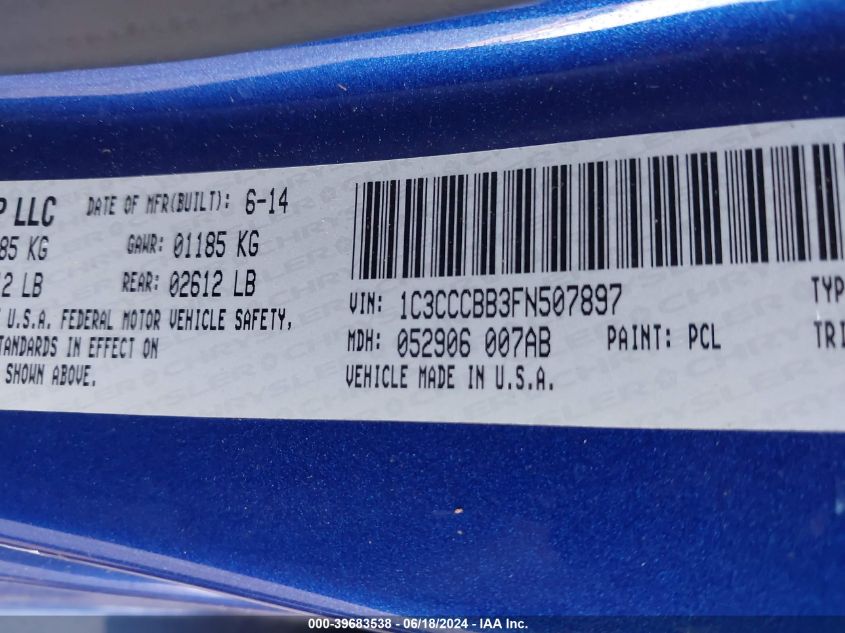 P LLC DATE OF MFR(BUILT): 6-14
85 KG GAWR: 01185 KG
2 LB REAR: 02612 LB
U.S.A. FEDERAL MOTOR VEHICLE SAFETY,
TANDARDS IN EFFECT ON
SHOWN ABOVE.
VIN: 1C3CCCBB3FN507897 TYP
MDH: 052906 007AB PAINT: PCL TRI
VEHICLE MADE IN U.S.A.
CHRYSLER
000-39683538 - 06/18/2024 - IAA Inc.